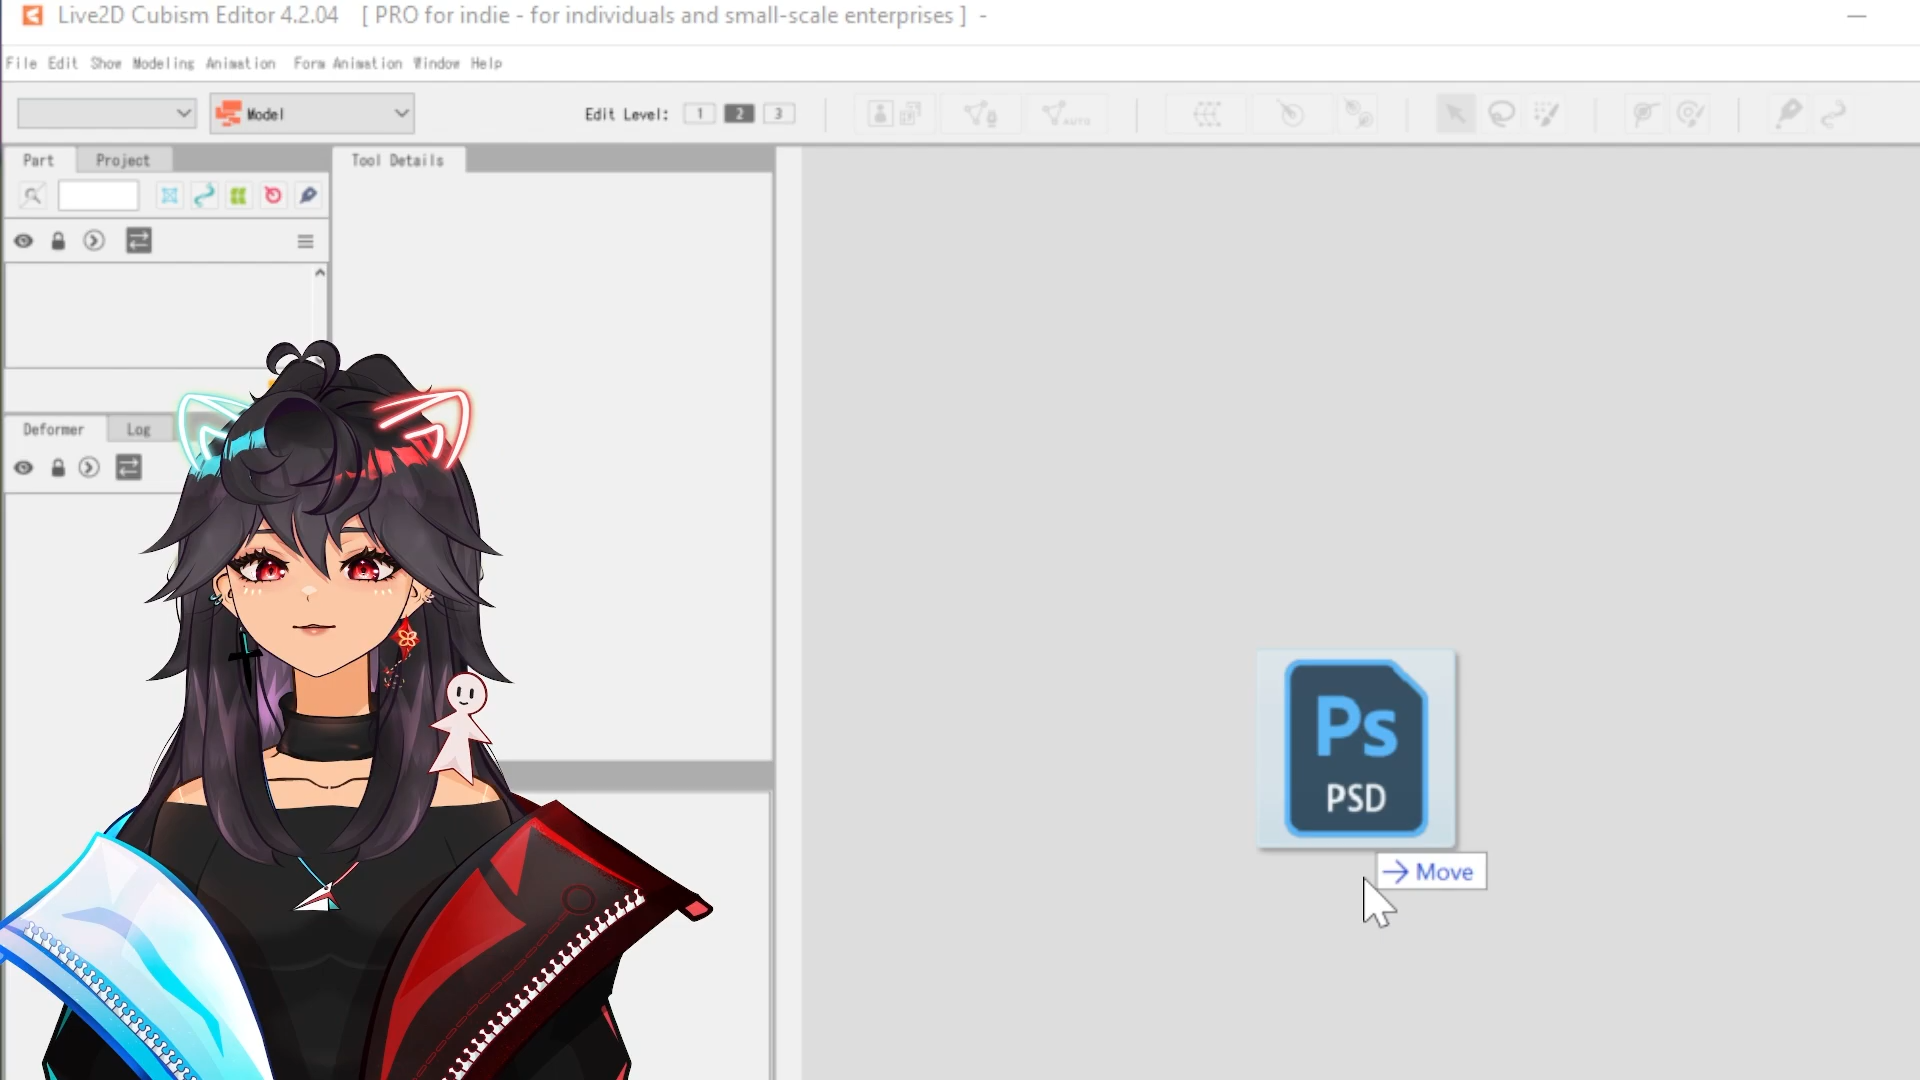 Live2D Cubism Editor 4.2.04 [ PRO for indie - for individuals and small-scale enterprises ] -
File Edit Show Modeling Animation Form Animation Window Help
Model Edit Level: 1 2 3 AUTO
Part Project Tool Details
Deformer Log
Ps
PSD
→ Move